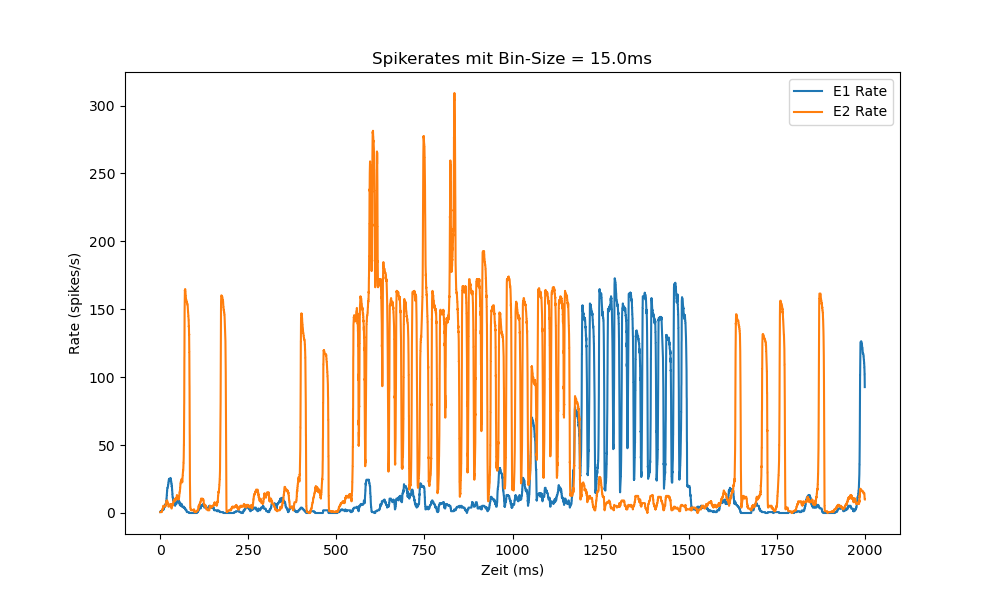 Spikerates mit Bin-Size = 15.0ms
E1 Rate
E2 Rate
Rate (spikes/s)
300
250
200
150
100
50
0
0 250 500 750 1000 1250 1500 1750 2000
Zeit (ms)